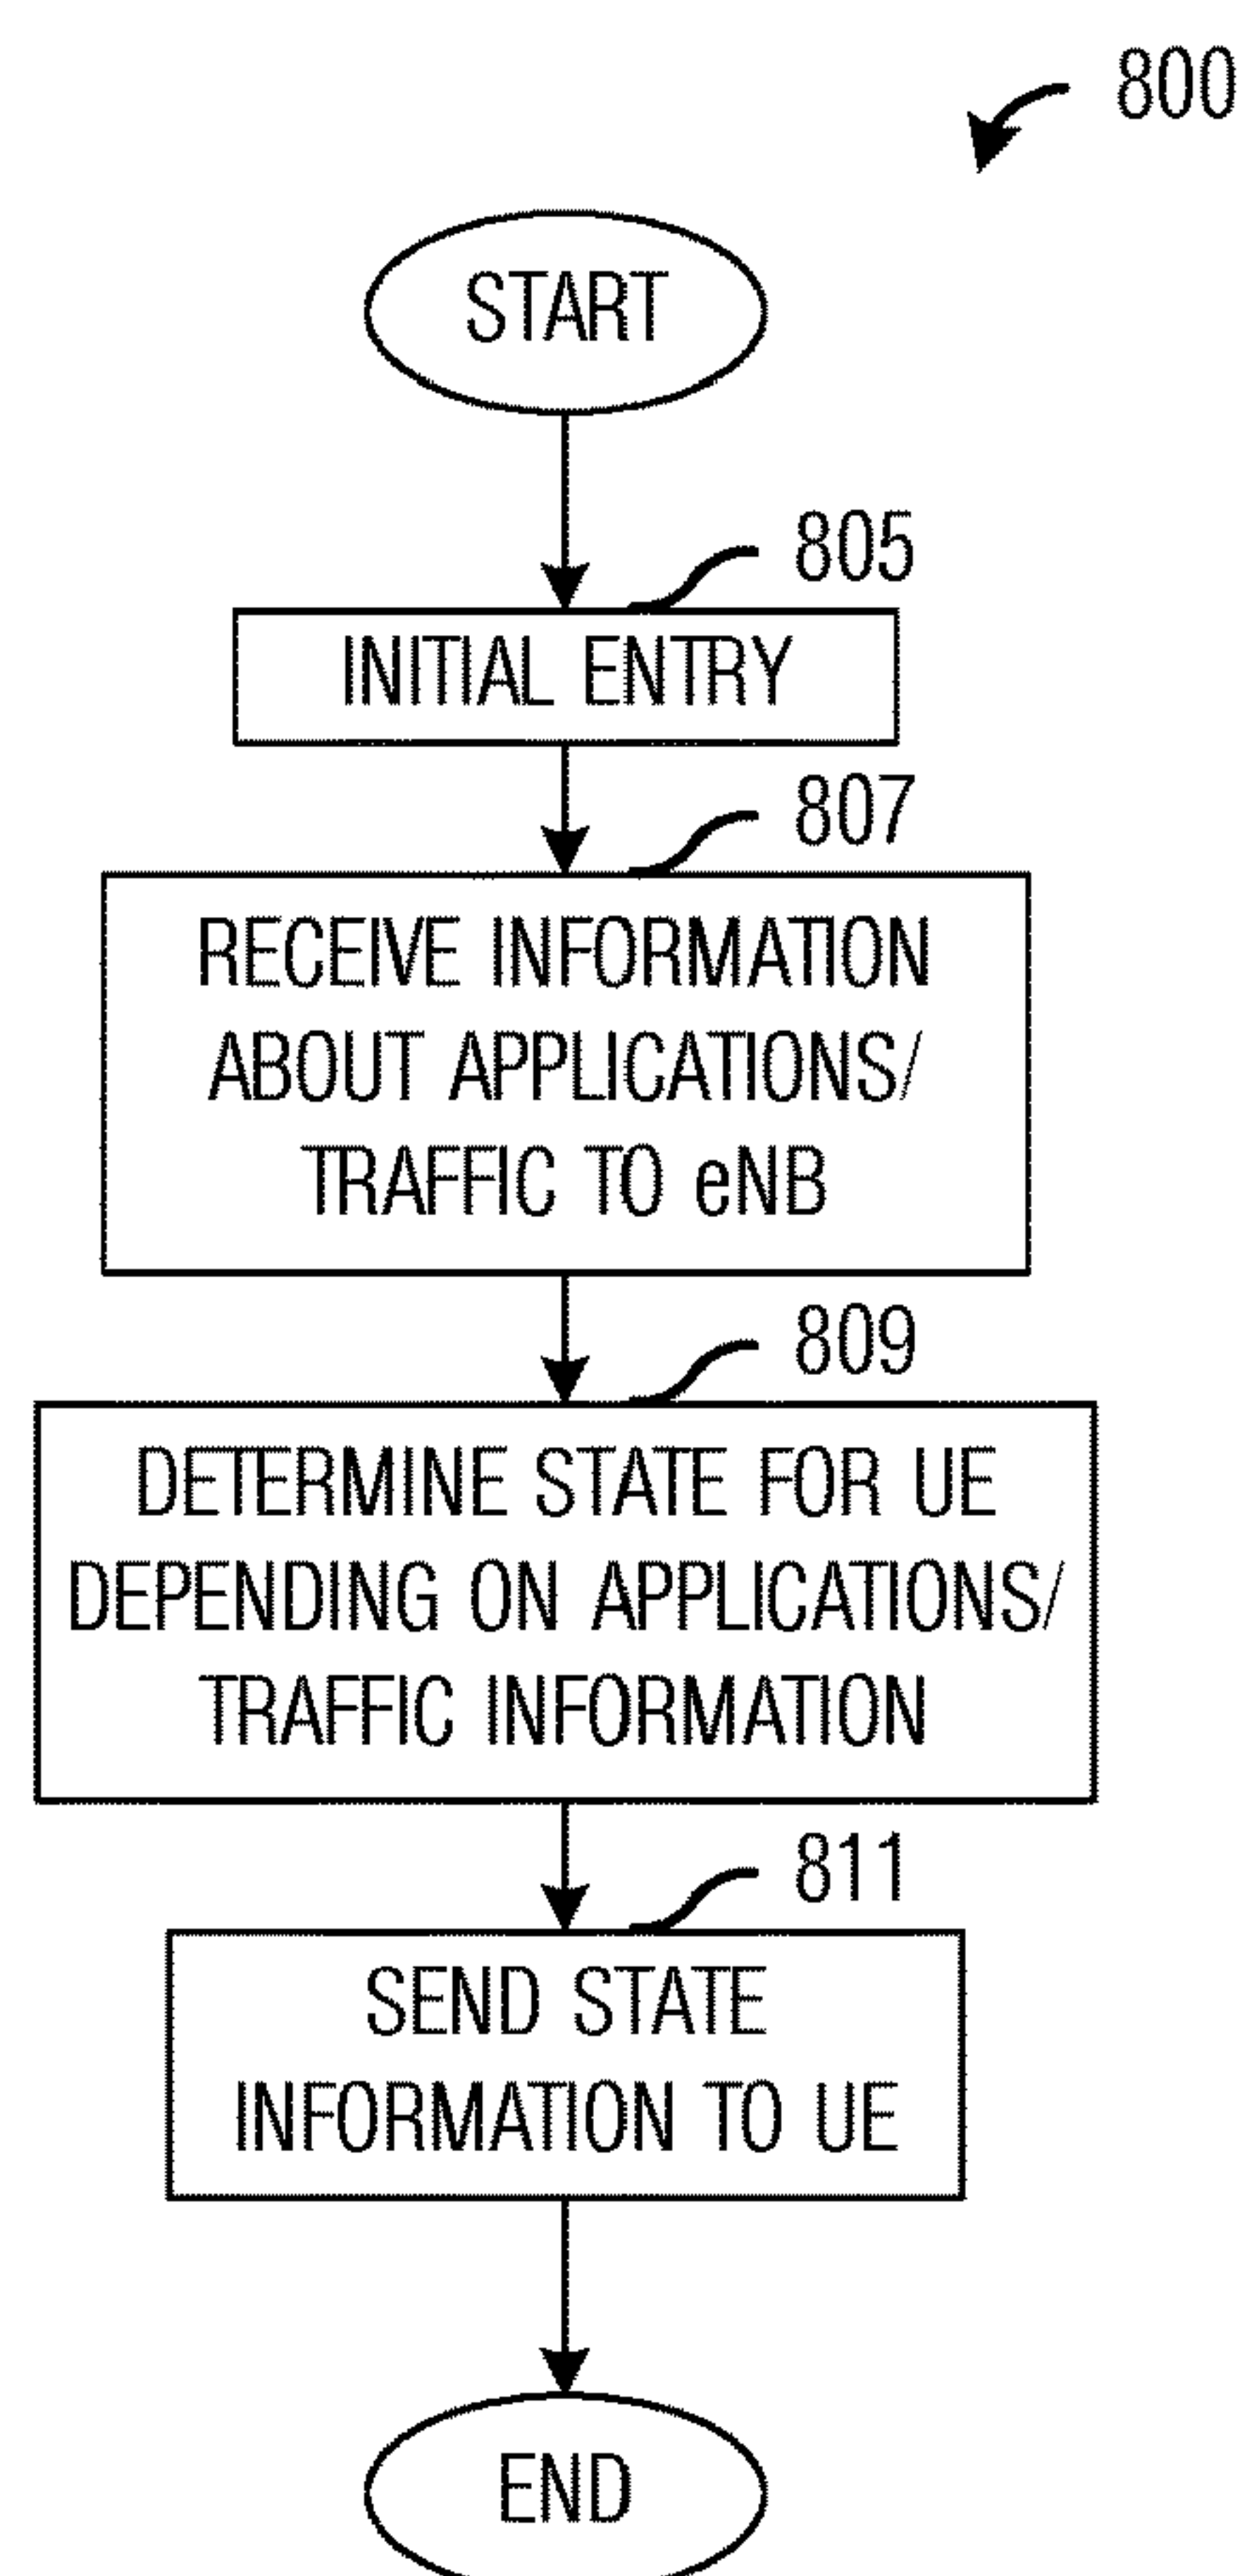 800
START
805
INITIAL ENTRY
807
RECEIVE INFORMATION
ABOUT APPLICATIONS/
TRAFFIC TO eNB
809
DETERMINE STATE FOR UE
DEPENDING ON APPLICATIONS/
TRAFFIC INFORMATION
811
SEND STATE
INFORMATION TO UE
END